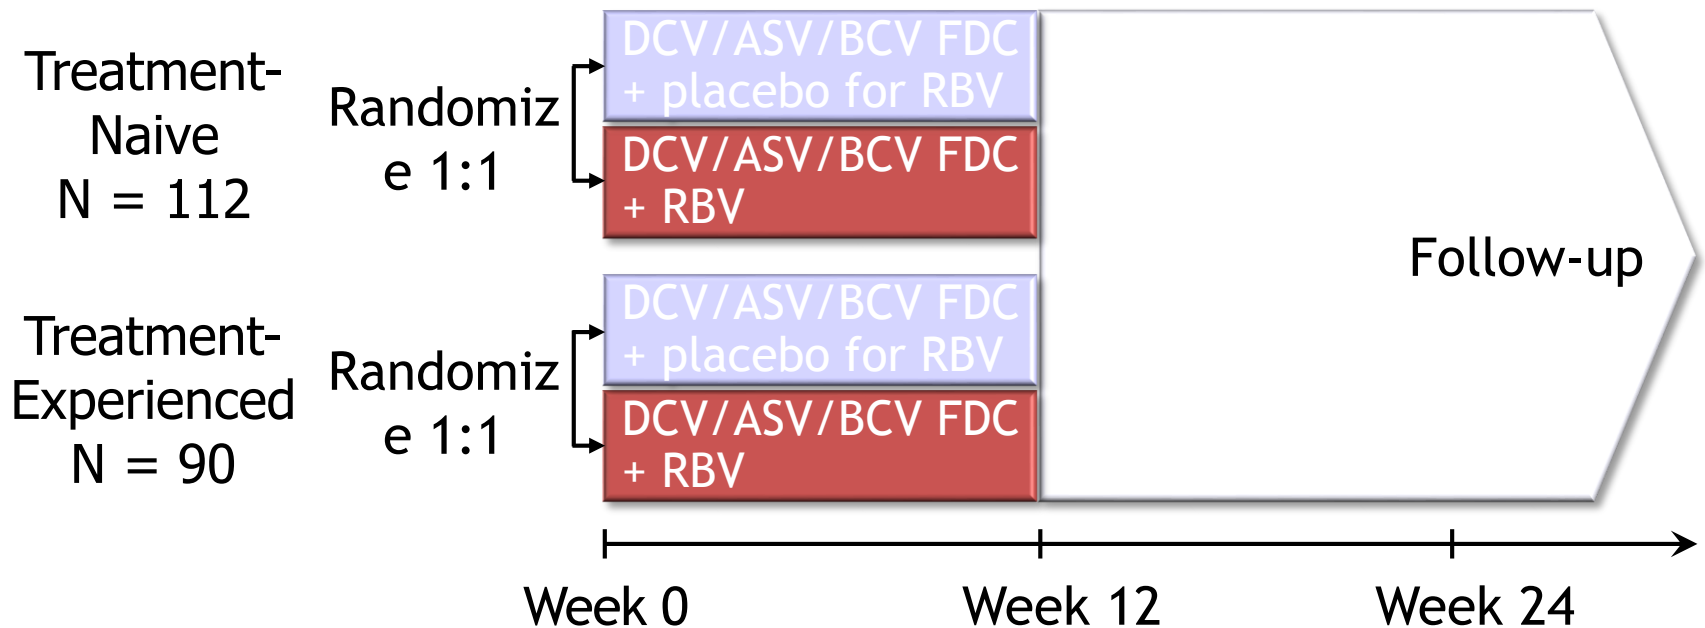 Treatment-
Naive
N = 112
Randomiz
e 1:1
DCV/ASV/BCV FDC
+ placebo for RBV
DCV/ASV/BCV FDC
+ RBV
Treatment-
Experienced
N = 90
Randomiz
e 1:1
DCV/ASV/BCV FDC
+ placebo for RBV
DCV/ASV/BCV FDC
+ RBV
Follow-up
Week 0
Week 12
Week 24